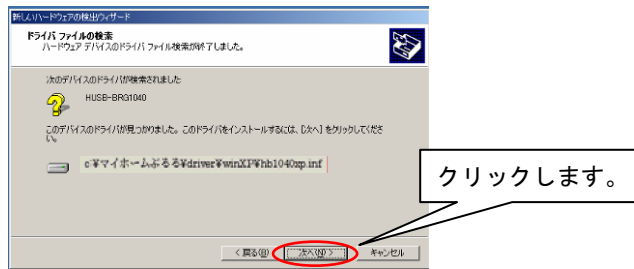 新しいハードウェアの検出ウィザード
ドライバ ファイルの検索
ハードウェア デバイスのドライバ ファイル検索が終了しました。
次のデバイスのドライバが検索されました
HUSB-BRG1040
このデバイスのドライバが見つかりました。このドライバをインストールするには、[次へ] をクリックしてくださ
い。
c:¥マイホームぷるる¥driver¥winXP¥hb1040xp.inf
クリックします。
< 戻る(B)
次へ(N) >
キャンセル